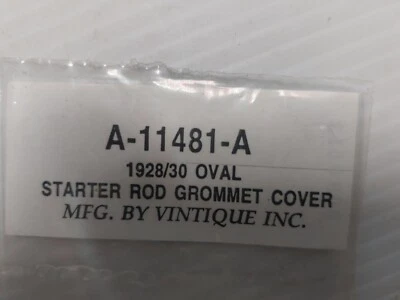 A-11481-A
1928/30 OVAL
STARTER ROD GROMMET COVER
MFG. BY VINTIQUE INC.